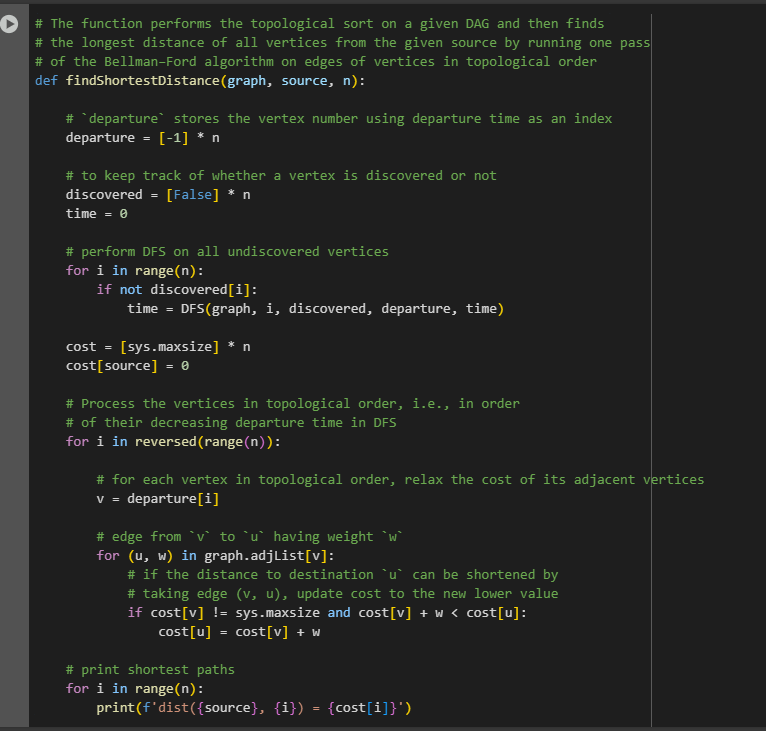 # The function performs the topological sort on a given DAG and then finds
# the longest distance of all vertices from the given source by running one pass
# of the Bellman–Ford algorithm on edges of vertices in topological order
def findShortestDistance(graph, source, n):
    # `departure` stores the vertex number using departure time as an index
    departure = [-1] * n
    # to keep track of whether a vertex is discovered or not
    discovered = [False] * n
    time = 0
    # perform DFS on all undiscovered vertices
    for i in range(n):
        if not discovered[i]:
            time = DFS(graph, i, discovered, departure, time)
    cost = [sys.maxsize] * n
    cost[source] = 0
    # Process the vertices in topological order, i.e., in order
    # of their decreasing departure time in DFS
    for i in reversed(range(n)):
        # for each vertex in topological order, relax the cost of its adjacent vertices
        v = departure[i]
        # edge from `v` to `u` having weight `w`
        for (u, w) in graph.adjList[v]:
            # if the distance to destination `u` can be shortened by
            # taking edge (v, u), update cost to the new lower value
            if cost[v] != sys.maxsize and cost[v] + w < cost[u]:
                cost[u] = cost[v] + w
    # print shortest paths
    for i in range(n):
        print(f'dist({source}, {i}) = {cost[i]}')